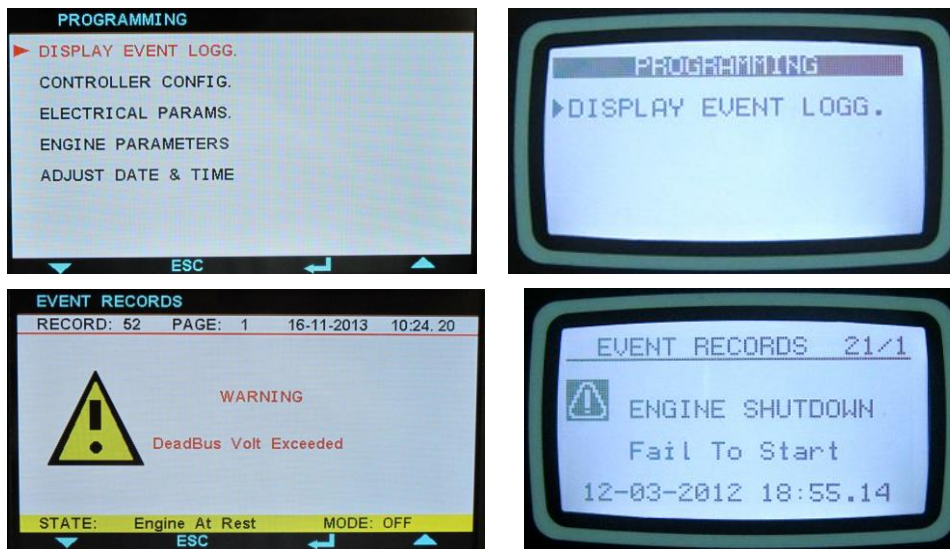 PROGRAMMING
DISPLAY EVENT LOGG.
CONTROLLER CONFIG.
ELECTRICAL PARAMS.
ENGINE PARAMETERS
ADJUST DATE & TIME
ESC
PROGRAMMING
DISPLAY EVENT LOGG.
EVENT RECORDS
RECORD: 52 PAGE: 1 16-11-2013 10:24.20
WARNING
DeadBus Volt Exceeded
STATE: Engine At Rest MODE: OFF
ESC
EVENT RECORDS 21/1
ENGINE SHUTDOWN
Fail To Start
12-03-2012 18:55.14